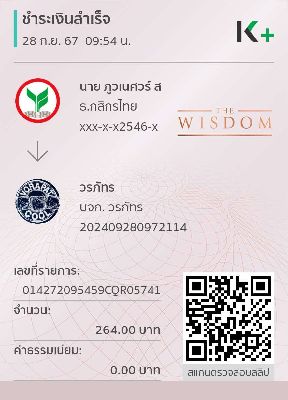 ชำระเงินสำเร็จ
28 ก.ย. 67 09:54 น.
K+
นาย ภูวเนศวร์ ส
ธ.กสิกรไทย
xxx-x-x2546-x
THE
WISDOM
VORAPAT
COOL
วรภัทร
บจก. วรภัทร
202409280972114
เลขที่รายการ:
014272095459CQR05741
จำนวน:
264.00 บาท
ค่าธรรมเนียม:
0.00 บาท
สแกนตรวจสอบสลิป